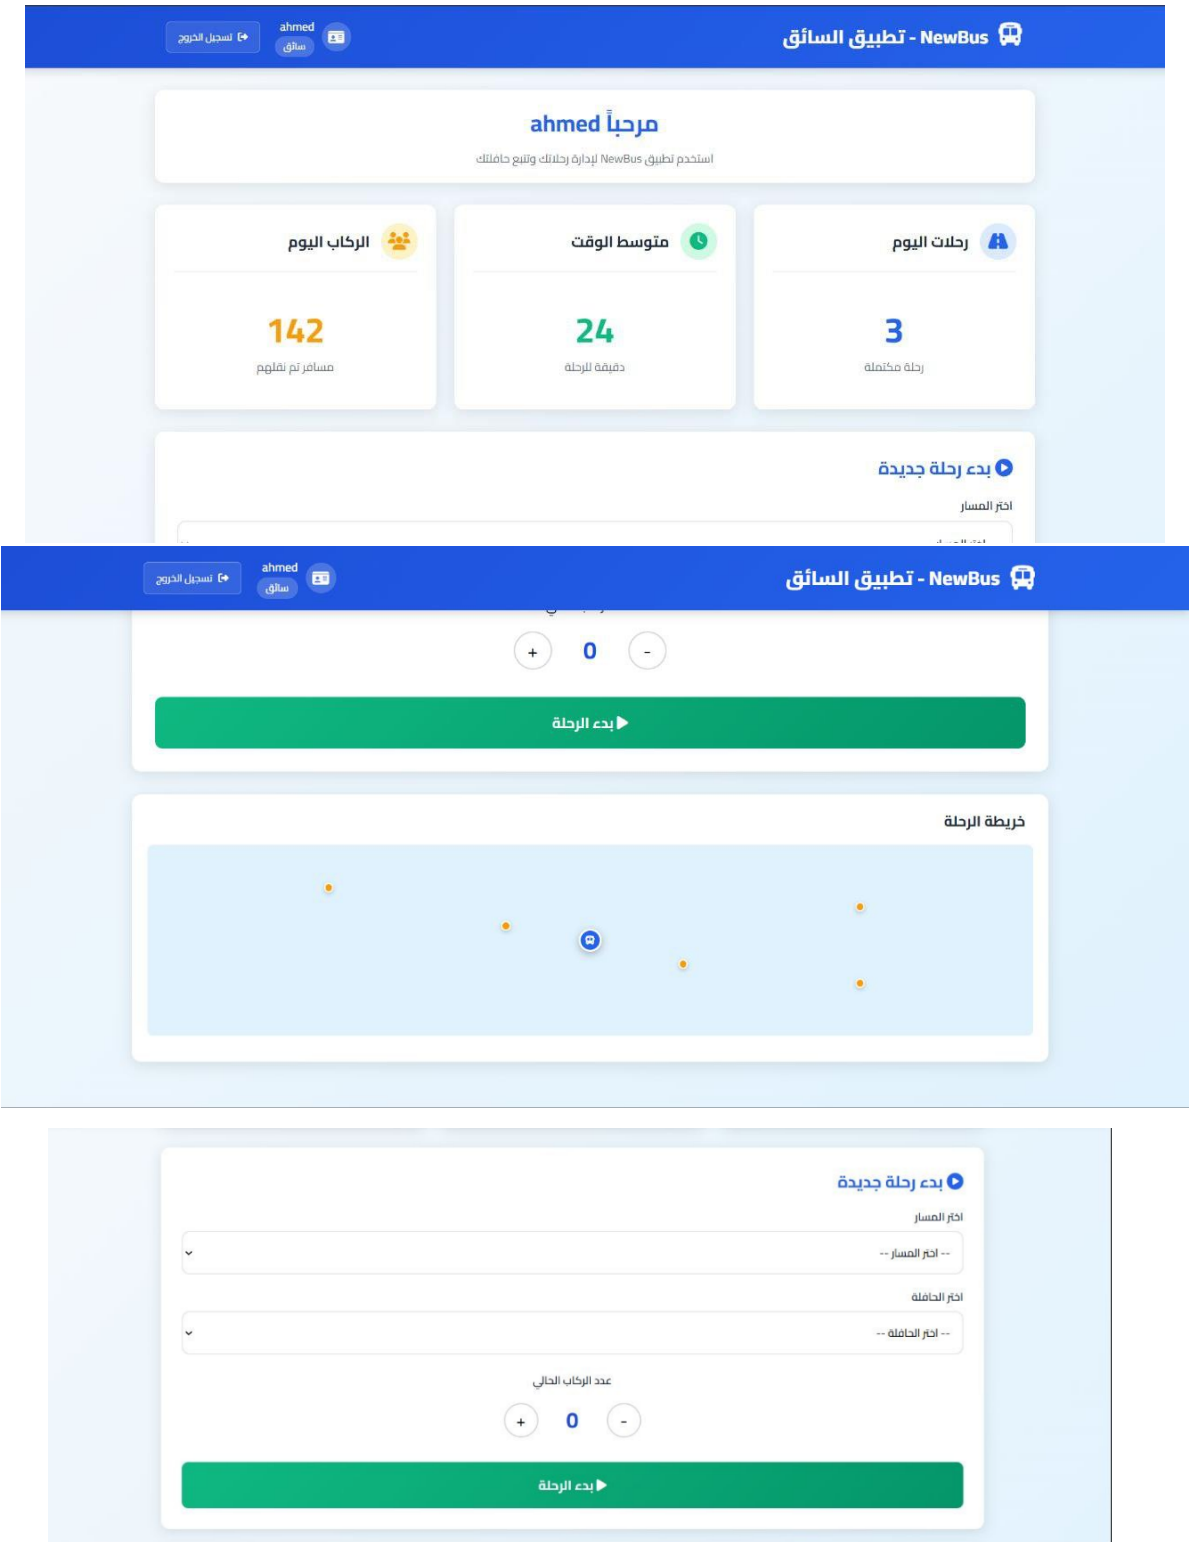 NewBus - تطبيق السائق
ahmed
سائق
تسجيل الخروج
مرحباً ahmed
استخدم تطبيق NewBus لإدارة رحلاتك وتتبع حافلتك
رحلات اليوم
3
رحلة مكتملة
متوسط الوقت
24
دقيقة للرحلة
الركاب اليوم
142
مسافر تم نقلهم
بدء رحلة جديدة
اختر المسار
NewBus - تطبيق السائق
ahmed
سائق
تسجيل الخروج
- 0 +
بدء الرحلة
خريطة الرحلة
بدء رحلة جديدة
اختر المسار
-- اختر المسار --
اختر الحافلة
-- اختر الحافلة --
عدد الركاب الحالي
- 0 +
بدء الرحلة